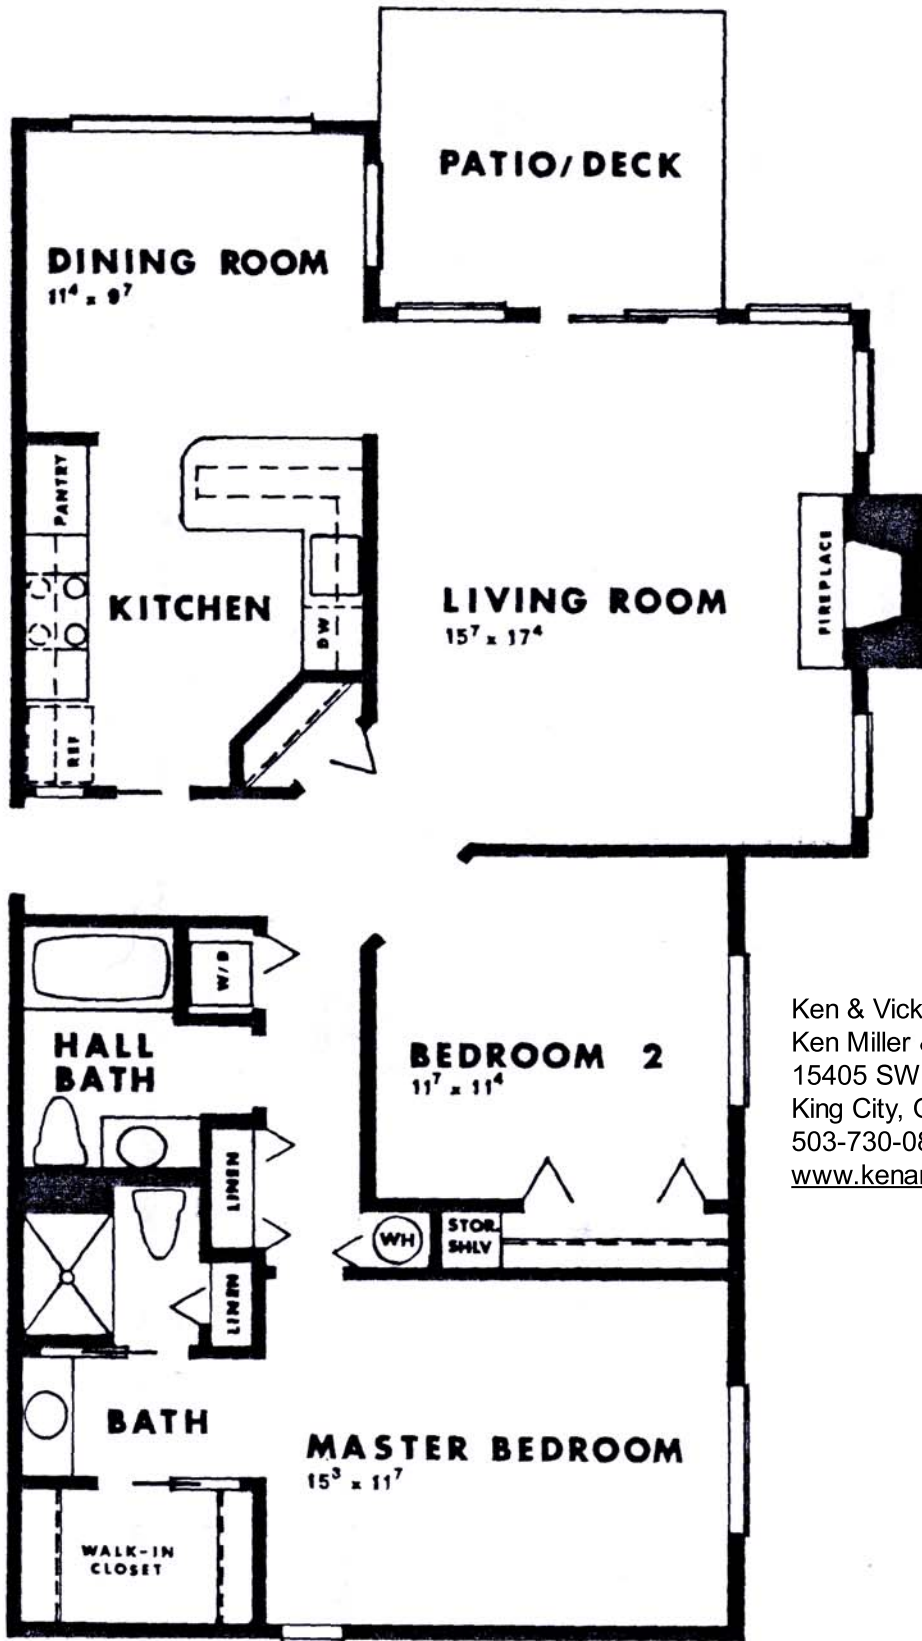 PATIO/DECK
DINING ROOM
11⁴ x 9⁷
PANTRY
KITCHEN
DW
REF
LIVING ROOM
15⁷ x 17⁴
FIREPLACE
W/D
HALL
BATH
BEDROOM 2
11⁷ x 11⁴
LINEN
WH
STOR.
SHLV
LINEN
BATH
MASTER BEDROOM
15³ x 11⁷
WALK-IN
CLOSET
Ken & Vick
Ken Miller &
15405 SW
King City, O
503-730-08
www.kenar